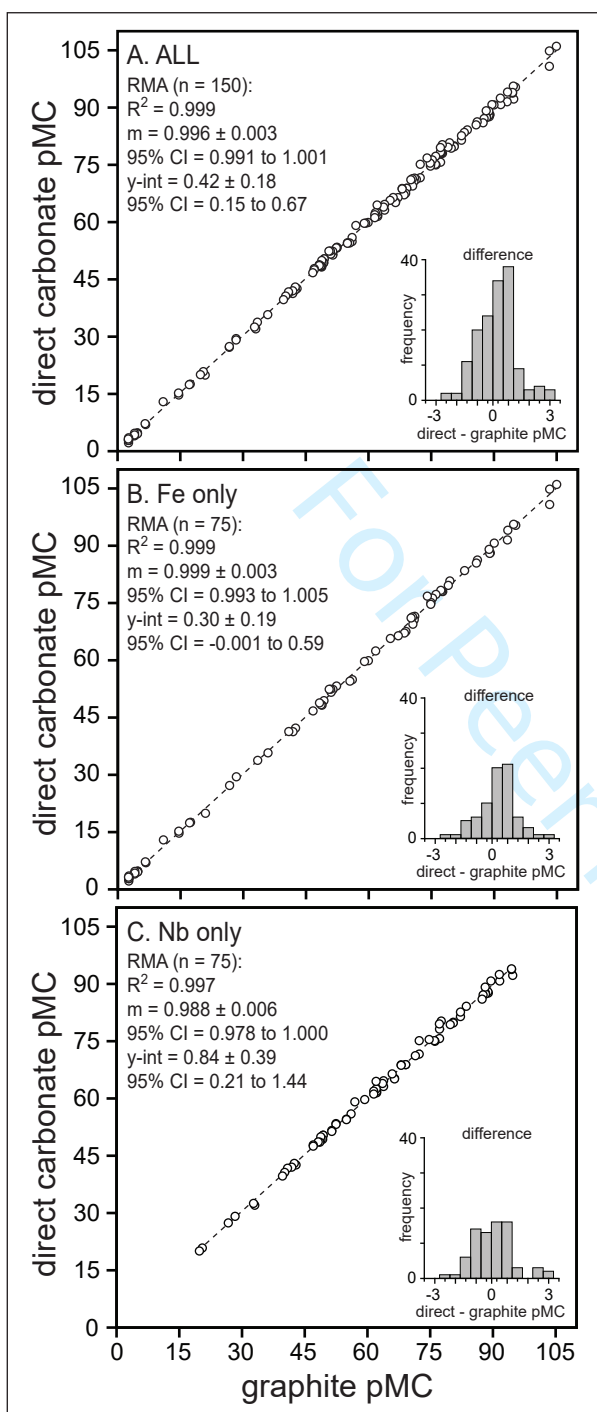 A. ALL
RMA (n = 150):
R² = 0.999
m = 0.996 ± 0.003
95% CI = 0.991 to 1.001
y-int = 0.42 ± 0.18
95% CI = 0.15 to 0.67
direct carbonate pMC
105
90
75
60
45
30
15
0
difference
frequency
40
0
-3 0 3
direct - graphite pMC
B. Fe only
RMA (n = 75):
R² = 0.999
m = 0.999 ± 0.003
95% CI = 0.993 to 1.005
y-int = 0.30 ± 0.19
95% CI = -0.001 to 0.59
direct carbonate pMC
105
90
75
60
45
30
15
0
difference
frequency
40
0
-3 0 3
direct - graphite pMC
C. Nb only
RMA (n = 75):
R² = 0.997
m = 0.988 ± 0.006
95% CI = 0.978 to 1.000
y-int = 0.84 ± 0.39
95% CI = 0.21 to 1.44
direct carbonate pMC
105
90
75
60
45
30
15
0
difference
frequency
40
0
-3 0 3
direct - graphite pMC
0 15 30 45 60 75 90 105
graphite pMC
For Peer